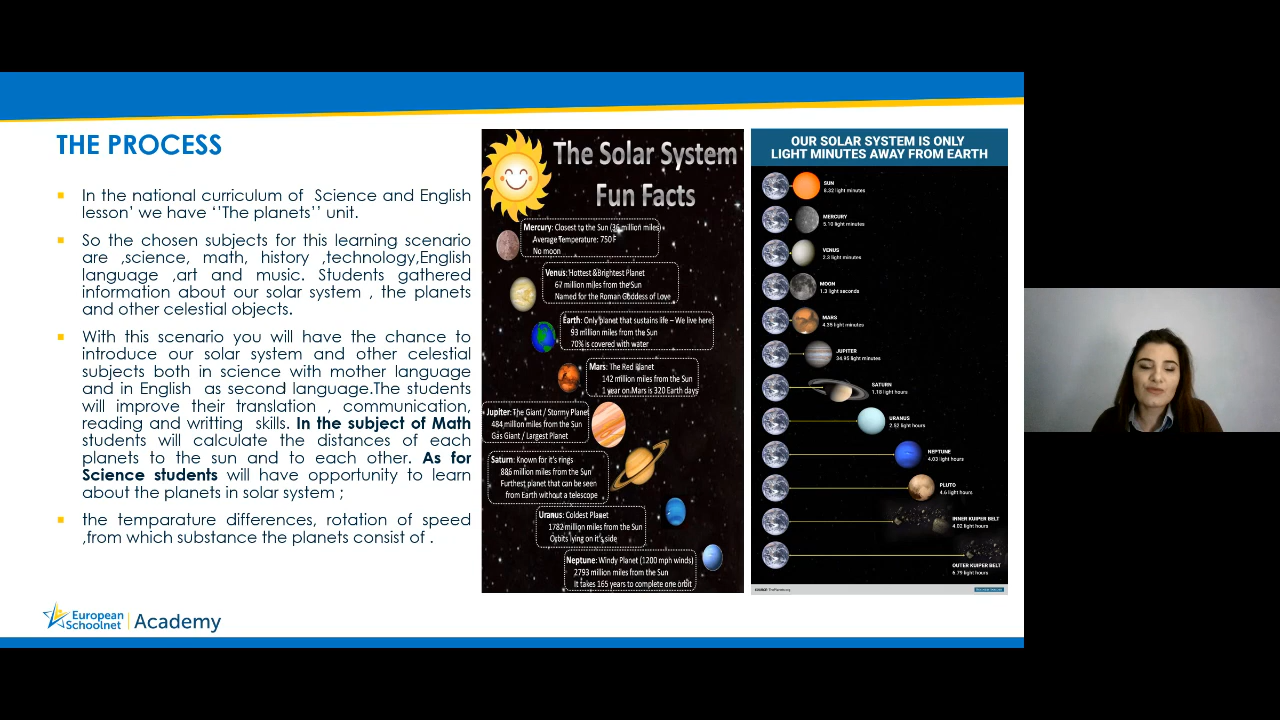 THE PROCESS
In the national curriculum of Science and English
lesson' we have ‘'The planets’’ unit.
So the chosen subjects for this learning scenario
are ,science, math, hstory ,technology,English
language ,art and music. Students gathered
information about our solar system , the planets
and other celestial objects.
With this scenario you will have the chance to
introduce our solar system and other celestial
subjects both in science with mother language
and in English as second language.The students
will improve their translation , communication,
reading and writting skills. In the subject of Math
students will calculate the distances of each
planets to the sun and to each other. As for
Science students will have opportunity to learn
about the planets in solar system ;
the temparature differences, rotation of speed
,from which substance the planets consist of .
European
Schoolnet
Academy
The Solar System
Fun Facts
Mercury: Closest to the Sun (36 million miles)
Average Temperature: 750 F
No moon
Venus: Hottest &Brightest Planet
67 million miles from the Sun
Named for the Roman Goddess of Love
Earth: Only planet that sustains life – We live here!
93 million miles from the Sun
70% is covered with water
Mars: The Red Planet
142 million miles from the Sun
1 year on Mars is 320 Earth days
Jupiter: The Giant / Stormy Planet
484 million miles from the Sun
Gas Giant / Largest Planet
Saturn: Known for it's rings
886 million miles from the Sun
Furthest planet that can be seen
from Earth without a telescope
Uranus: Coldest Planet
1782 million miles from the Sun
Orbits lying on it's side
Neptune: Windy Planet (1200 mph winds)
2793 million miles from the Sun
It takes 165 years to complete one orbit
OUR SOLAR SYSTEM IS ONLY
LIGHT MINUTES AWAY FROM EARTH
SUN
8.32 light minutes
MERCURY
5.10 light minutes
VENUS
2.3 light minutes
MOON
1.3 light seconds
MARS
4.35 light minutes
JUPITER
34.95 light minutes
SATURN
1.18 light hours
URANUS
2.52 light hours
NEPTUNE
4.03 light hours
PLUTO
4.6 light hours
INNER KUIPER BELT
4.02 light hours
OUTER KUIPER BELT
6.79 light hours